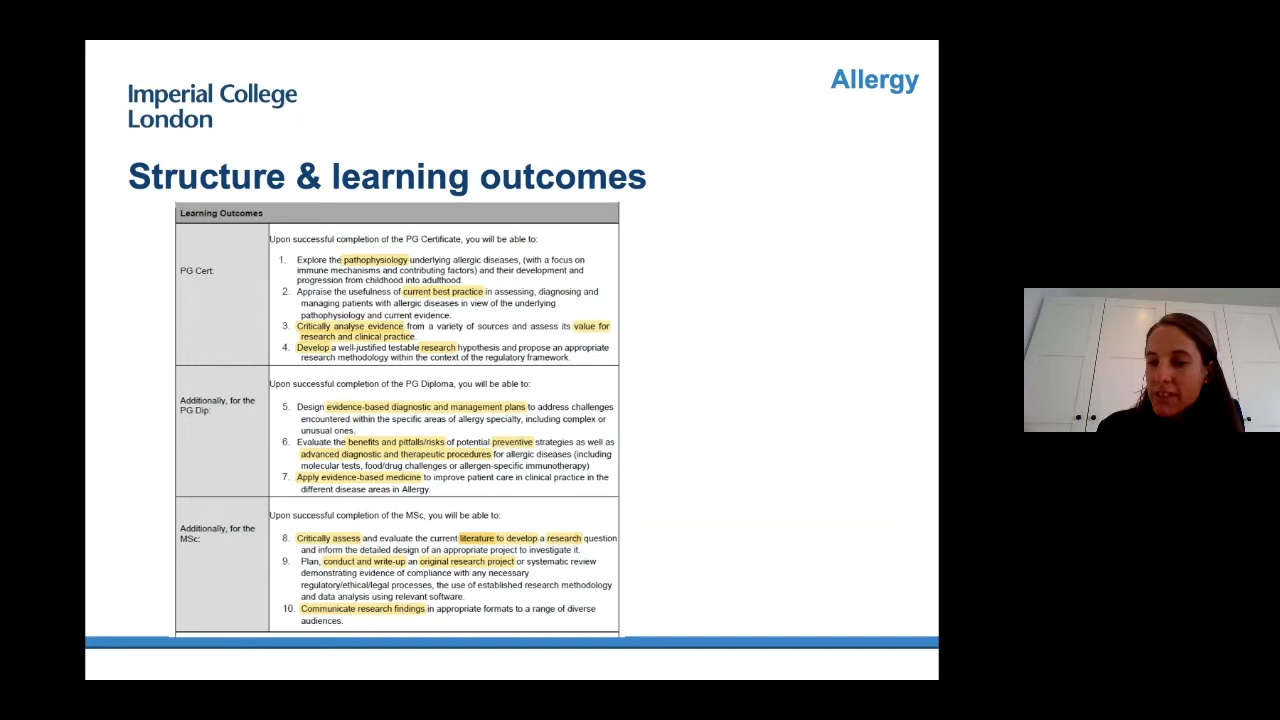 Imperial College
London
Allergy
Structure & learning outcomes
Learning Outcomes
PG Cert:
Upon successful completion of the PG Certificate, you will be able to:
1. Explore the pathophysiology underlying allergic diseases, (with a focus on
immune mechanisms and contributing factors) and their development and
progression from childhood into adulthood.
2. Appraise the usefulness of current best practice in assessing, diagnosing and
managing patients with allergic diseases in view of the underlying
pathophysiology and current evidence.
3. Critically analyse evidence from a variety of sources and assess its value for
research and clinical practice.
4. Develop a well-justified testable research hypothesis and propose an appropriate
research methodology within the context of the regulatory framework.
Additionally, for the
PG Dip:
Upon successful completion of the PG Diploma, you will be able to:
5. Design evidence-based diagnostic and management plans to address challenges
encountered within the specific areas of allergy specialty, including complex or
unusual ones.
6. Evaluate the benefits and pitfalls/risks of potential preventive strategies as well as
advanced diagnostic and therapeutic procedures for allergic diseases (including
molecular tests, food/drug challenges or allergen-specific immunotherapy)
7. Apply evidence-based medicine to improve patient care in clinical practice in the
different disease areas in Allergy.
Additionally, for the
MSc:
Upon successful completion of the MSc, you will be able to:
8. Critically assess and evaluate the current literature to develop a research question
and inform the detailed design of an appropriate project to investigate it.
9. Plan, conduct and write-up an original research project or systematic review
demonstrating evidence of compliance with any necessary
regulatory/ethical/legal processes, the use of established research methodology
and data analysis using relevant software.
10. Communicate research findings in appropriate formats to a range of diverse
audiences.